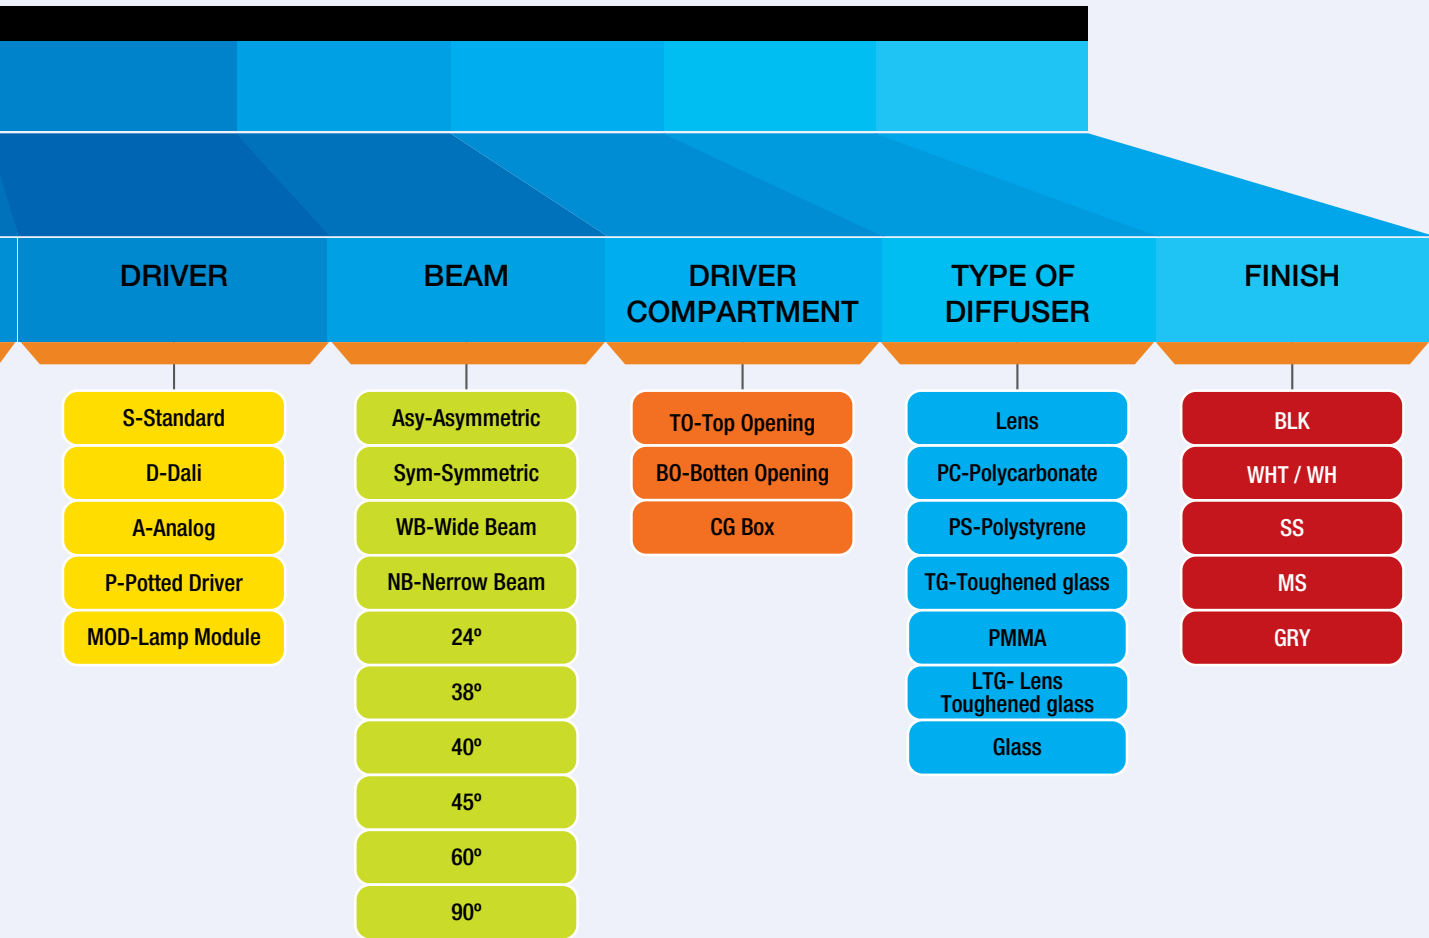 DRIVER
S-Standard
D-Dali
A-Analog
P-Potted Driver
MOD-Lamp Module
BEAM
Asy-Asymmetric
Sym-Symmetric
WB-Wide Beam
NB-Nerrow Beam
24º
38º
40º
45º
60º
90º
DRIVER
COMPARTMENT
TO-Top Opening
BO-Botten Opening
CG Box
TYPE OF
DIFFUSER
Lens
PC-Polycarbonate
PS-Polystyrene
TG-Toughened glass
PMMA
LTG- Lens
Toughened glass
Glass
FINISH
BLK
WHT / WH
SS
MS
GRY